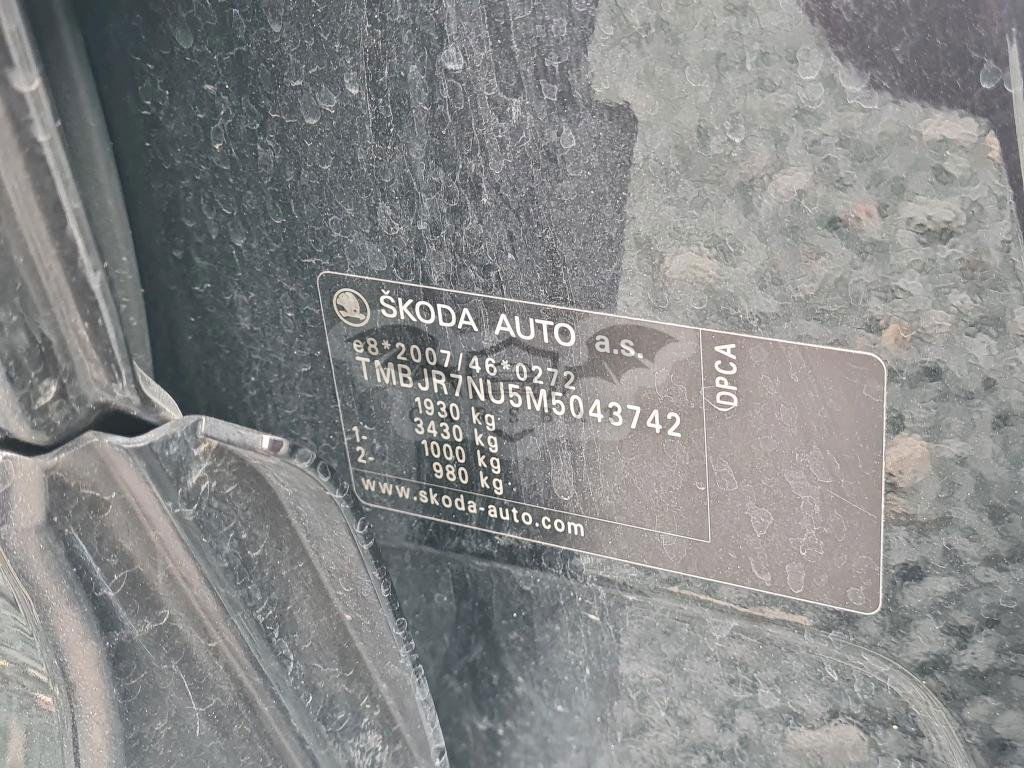 ŠKODA AUTO a.s.
e8*2007/46*0272
TMBJR7NU5M5043742
1930 kg
3430 kg
1- 1000 kg
2- 980 kg
www.skoda-auto.com
(DPCA